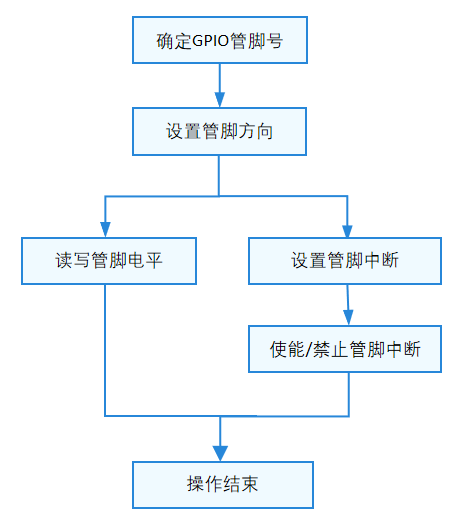 确定GPIO管脚号
设置管脚方向
读写管脚电平
设置管脚中断
使能/禁止管脚中断
操作结束